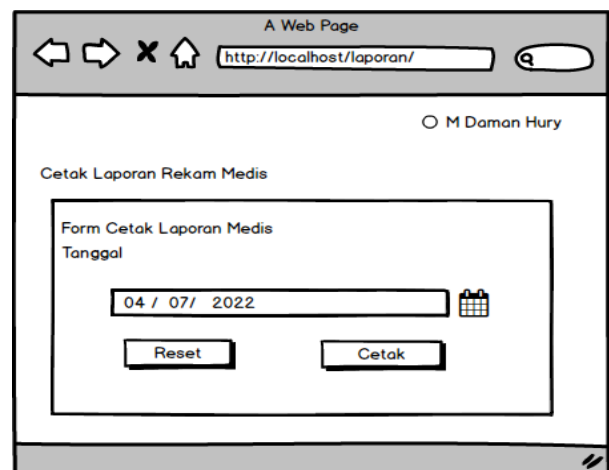 A Web Page
http://localhost/laporan/
M Daman Hury
Cetak Laporan Rekam Medis
Form Cetak Laporan Medis
Tanggal
04 / 07/ 2022
Reset Cetak